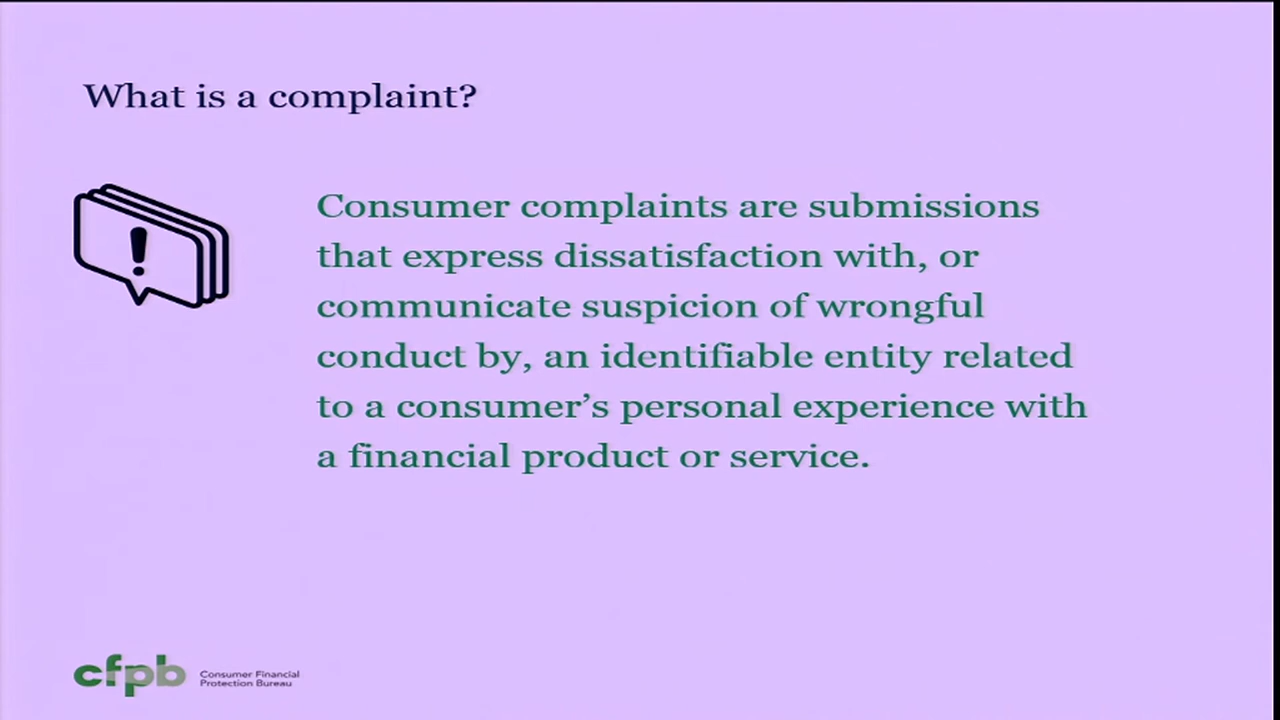 What is a complaint?
Consumer complaints are submissions
that express dissatisfaction with, or
communicate suspicion of wrongful
conduct by, an identifiable entity related
to a consumer’s personal experience with
a financial product or service.
cfpb
Consumer Financial
Protection Bureau